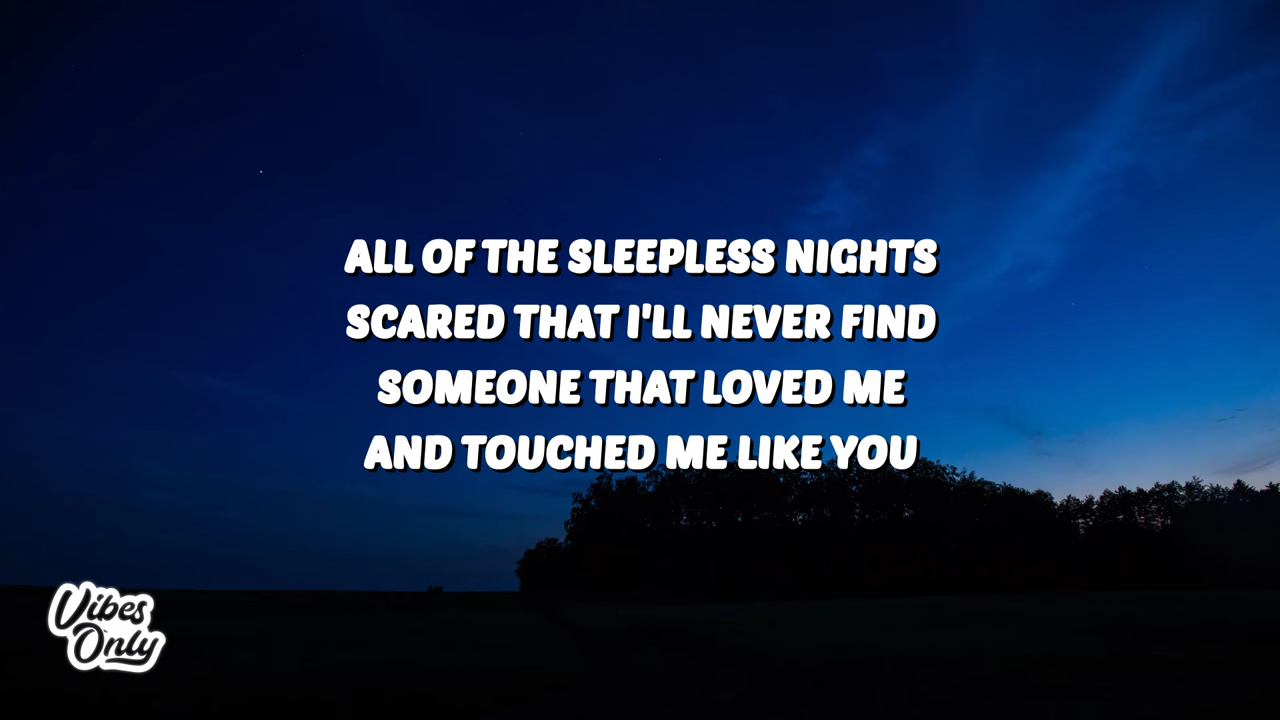 ALL OF THE SLEEPLESS NIGHTS
SCARED THAT I'LL NEVER FIND
SOMEONE THAT LOVED ME
AND TOUCHED ME LIKE YOU
Vibes
Only